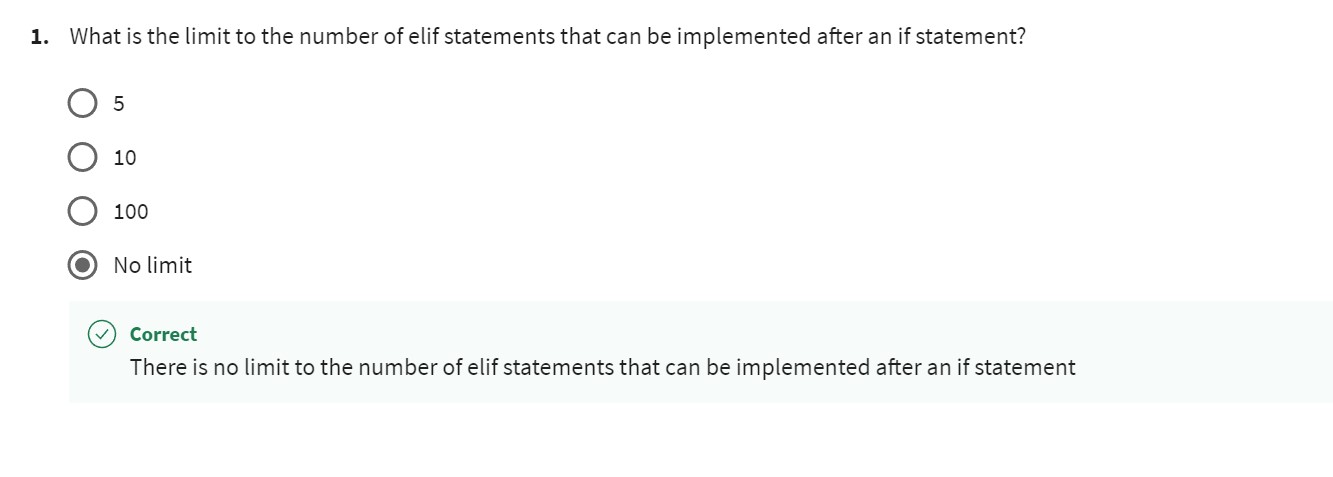 1. What is the limit to the number of elif statements that can be implemented after an if statement?
5
10
100
No limit
Correct
There is no limit to the number of elif statements that can be implemented after an if statement